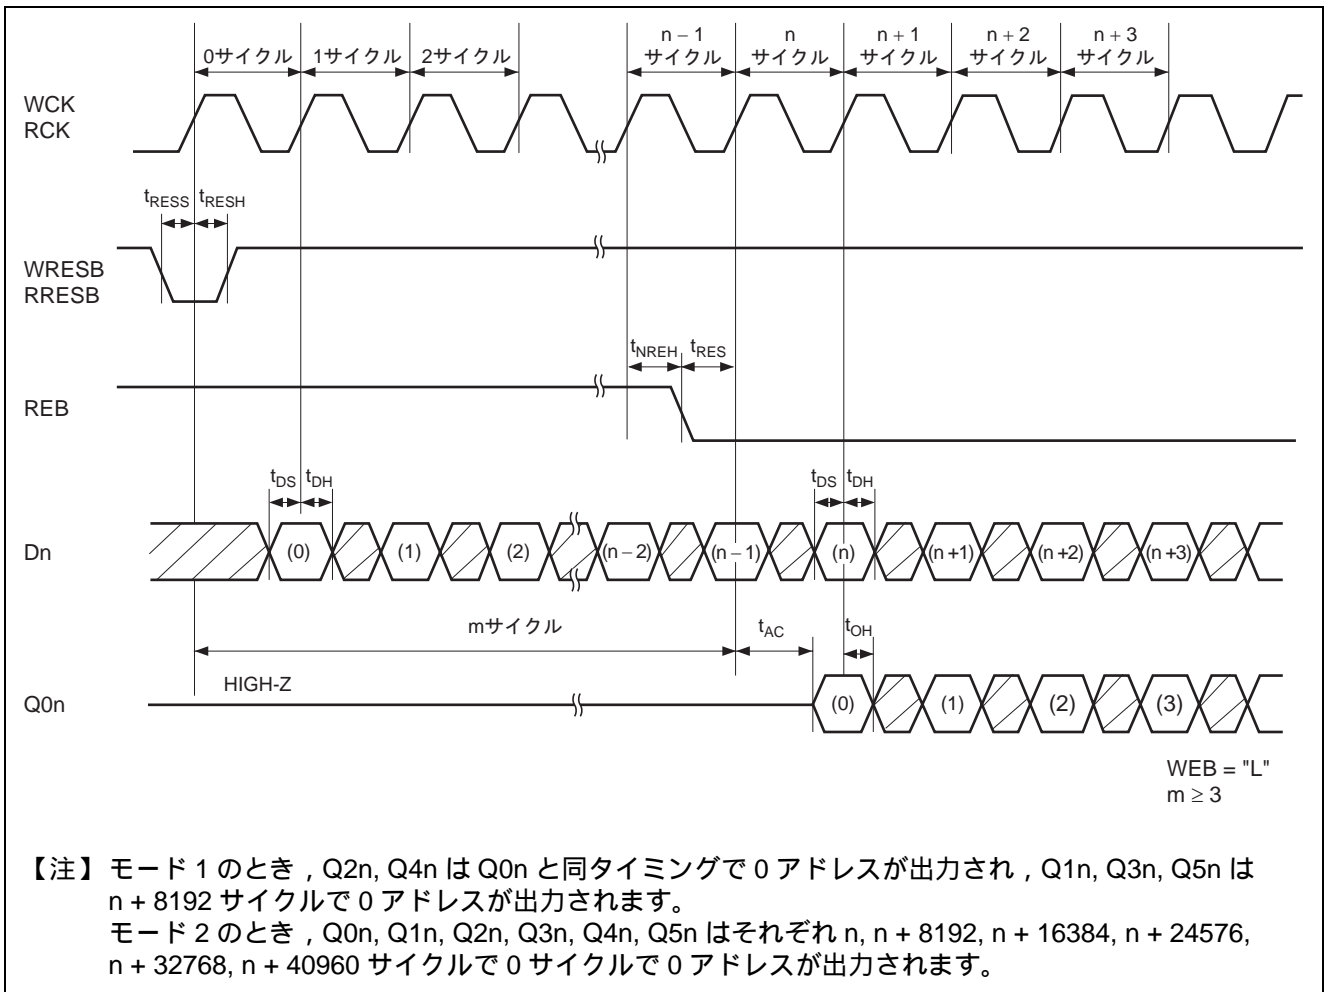 n – 1 n n + 1 n + 2 n + 3
0サイクル 1サイクル 2サイクル サイクル サイクル サイクル サイクル サイクル
WCK
RCK
tRESS tRESH
WRESB
RRESB
tNREH tRES
REB
tDS tDH tDS tDH
Dn (0) (1) (2) (n – 2) (n – 1) (n) (n +1) (n +2) (n +3)
mサイクル tAC tOH
HIGH-Z
Q0n (0) (1) (2) (3)
WEB = "L"
m ≥ 3
【注】 モード 1 のとき，Q2n, Q4n は Q0n と同タイミングで 0 アドレスが出力され，Q1n, Q3n, Q5n は
n + 8192 サイクルで 0 アドレスが出力されます。
モード 2 のとき，Q0n, Q1n, Q2n, Q3n, Q4n, Q5n はそれぞれ n, n + 8192, n + 16384, n + 24576,
n + 32768, n + 40960 サイクルで 0 サイクルで 0 アドレスが出力されます。